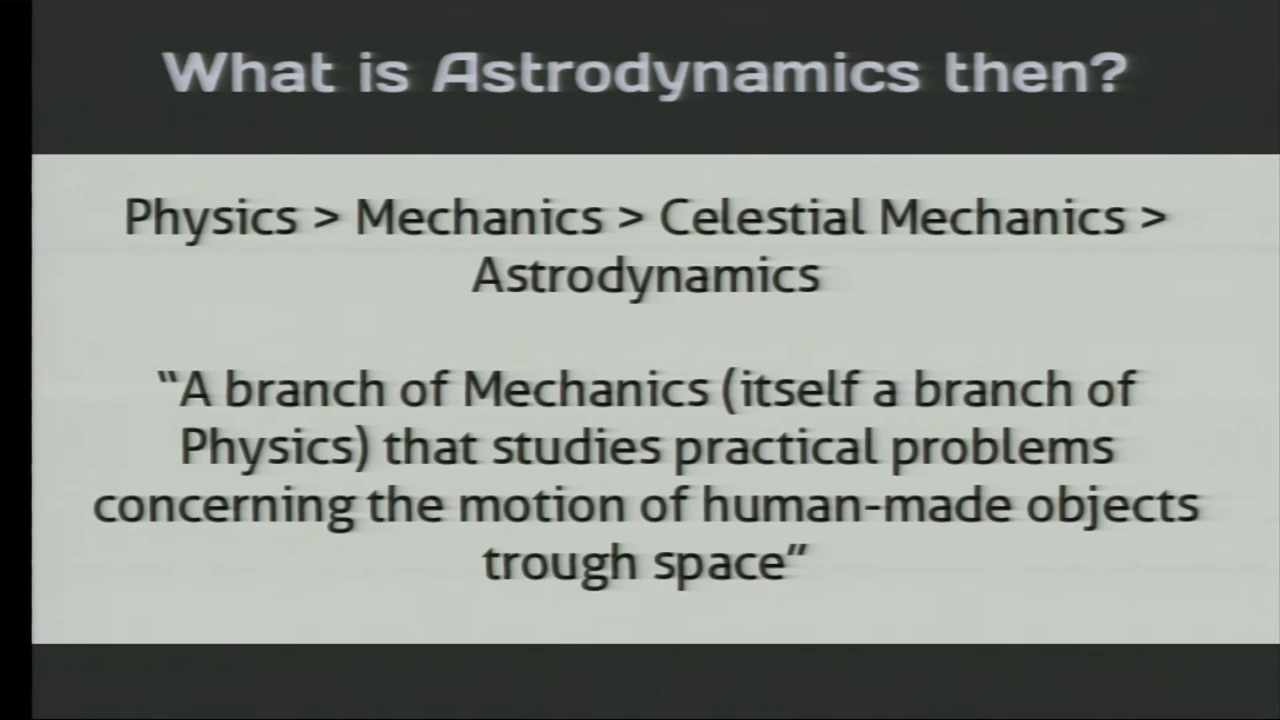 What is Astrodynamics then?
Physics > Mechanics > Celestial Mechanics >
Astrodynamics
“A branch of Mechanics (itself a branch of
Physics) that studies practical problems
concerning the motion of human-made objects
trough space”